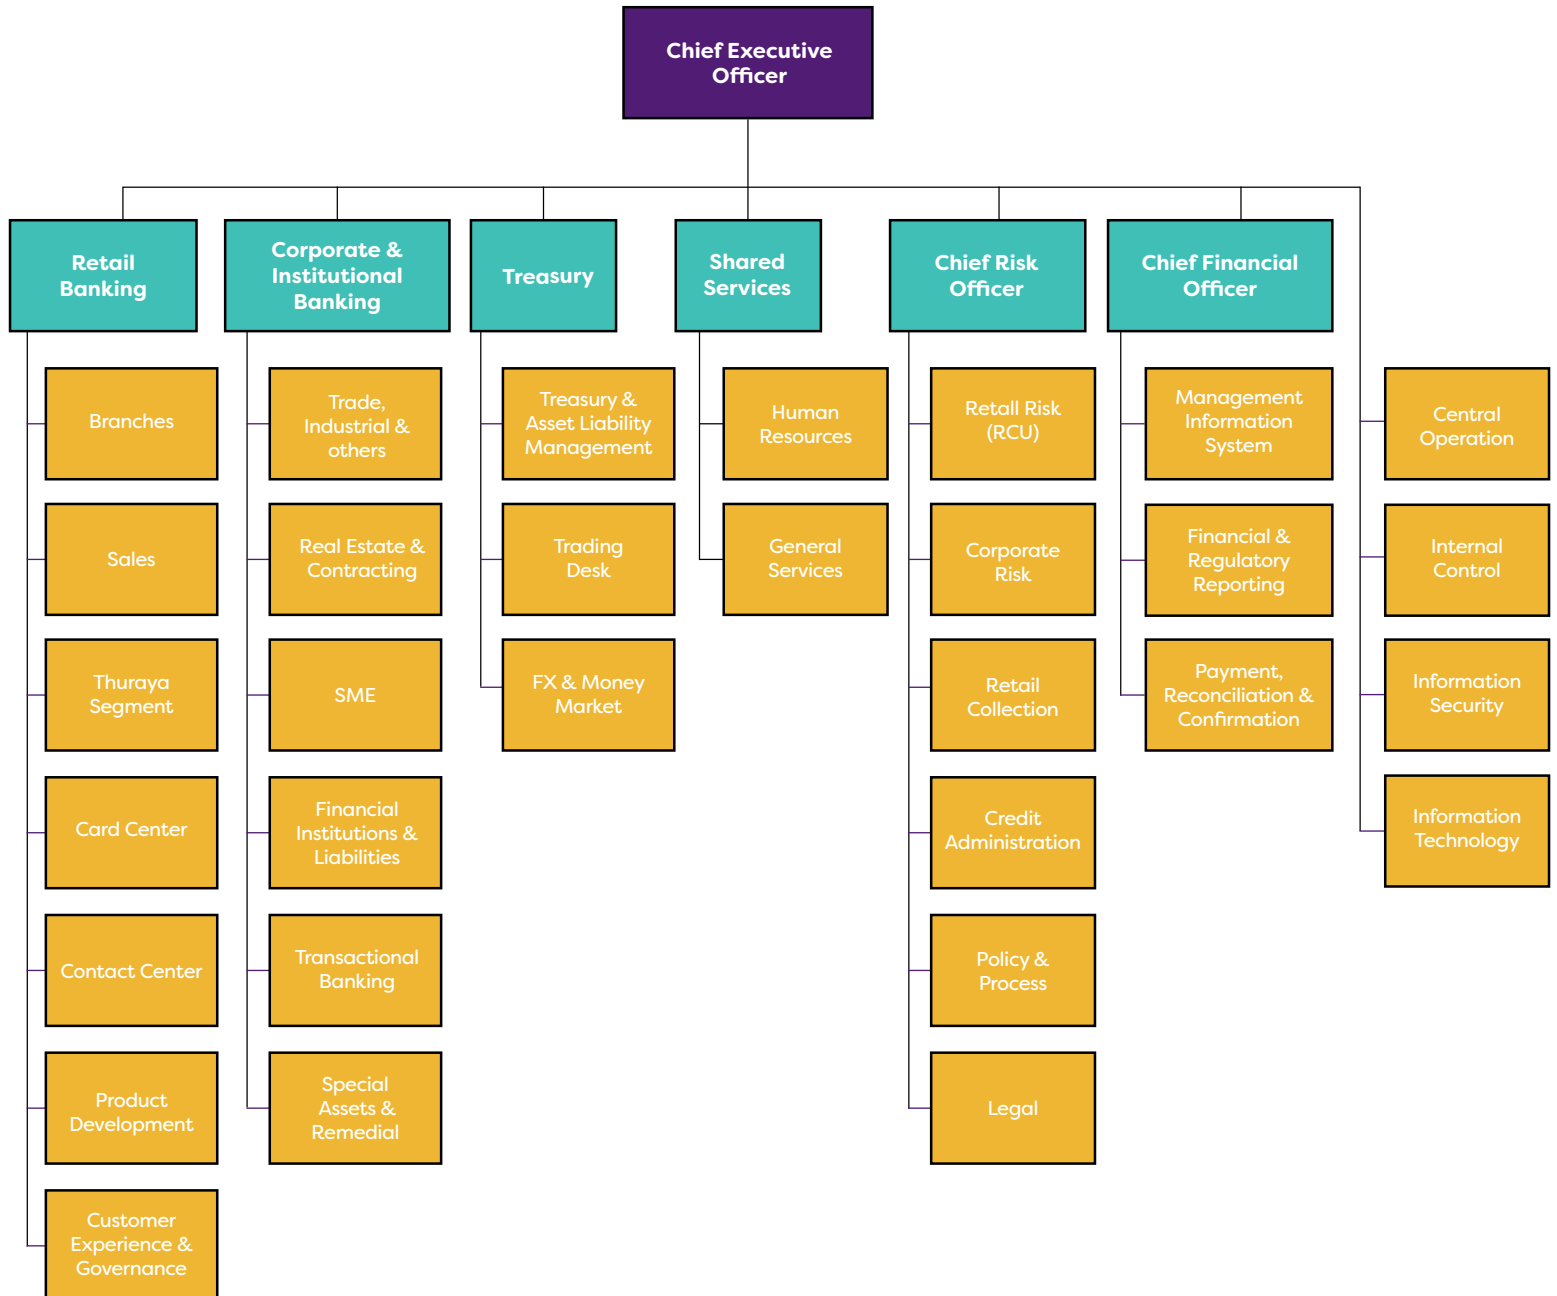 Chief Executive
Officer
Retail
Banking
Corporate &
Institutional
Banking
Treasury
Shared
Services
Chief Risk
Officer
Chief Financial
Officer
Branches
Sales
Thuraya
Segment
Card Center
Contact Center
Product
Development
Customer
Experience &
Governance
Trade,
Industrial &
others
Real Estate &
Contracting
SME
Financial
Institutions &
Liabilities
Transactional
Banking
Special
Assets &
Remedial
Treasury &
Asset Liability
Management
Trading
Desk
FX & Money
Market
Human
Resources
General
Services
Retall Risk
(RCU)
Corporate
Risk
Retail
Collection
Credit
Administration
Policy &
Process
Legal
Management
Information
System
Financial &
Regulatory
Reporting
Payment,
Reconciliation &
Confirmation
Central
Operation
Internal
Control
Information
Security
Information
Technology